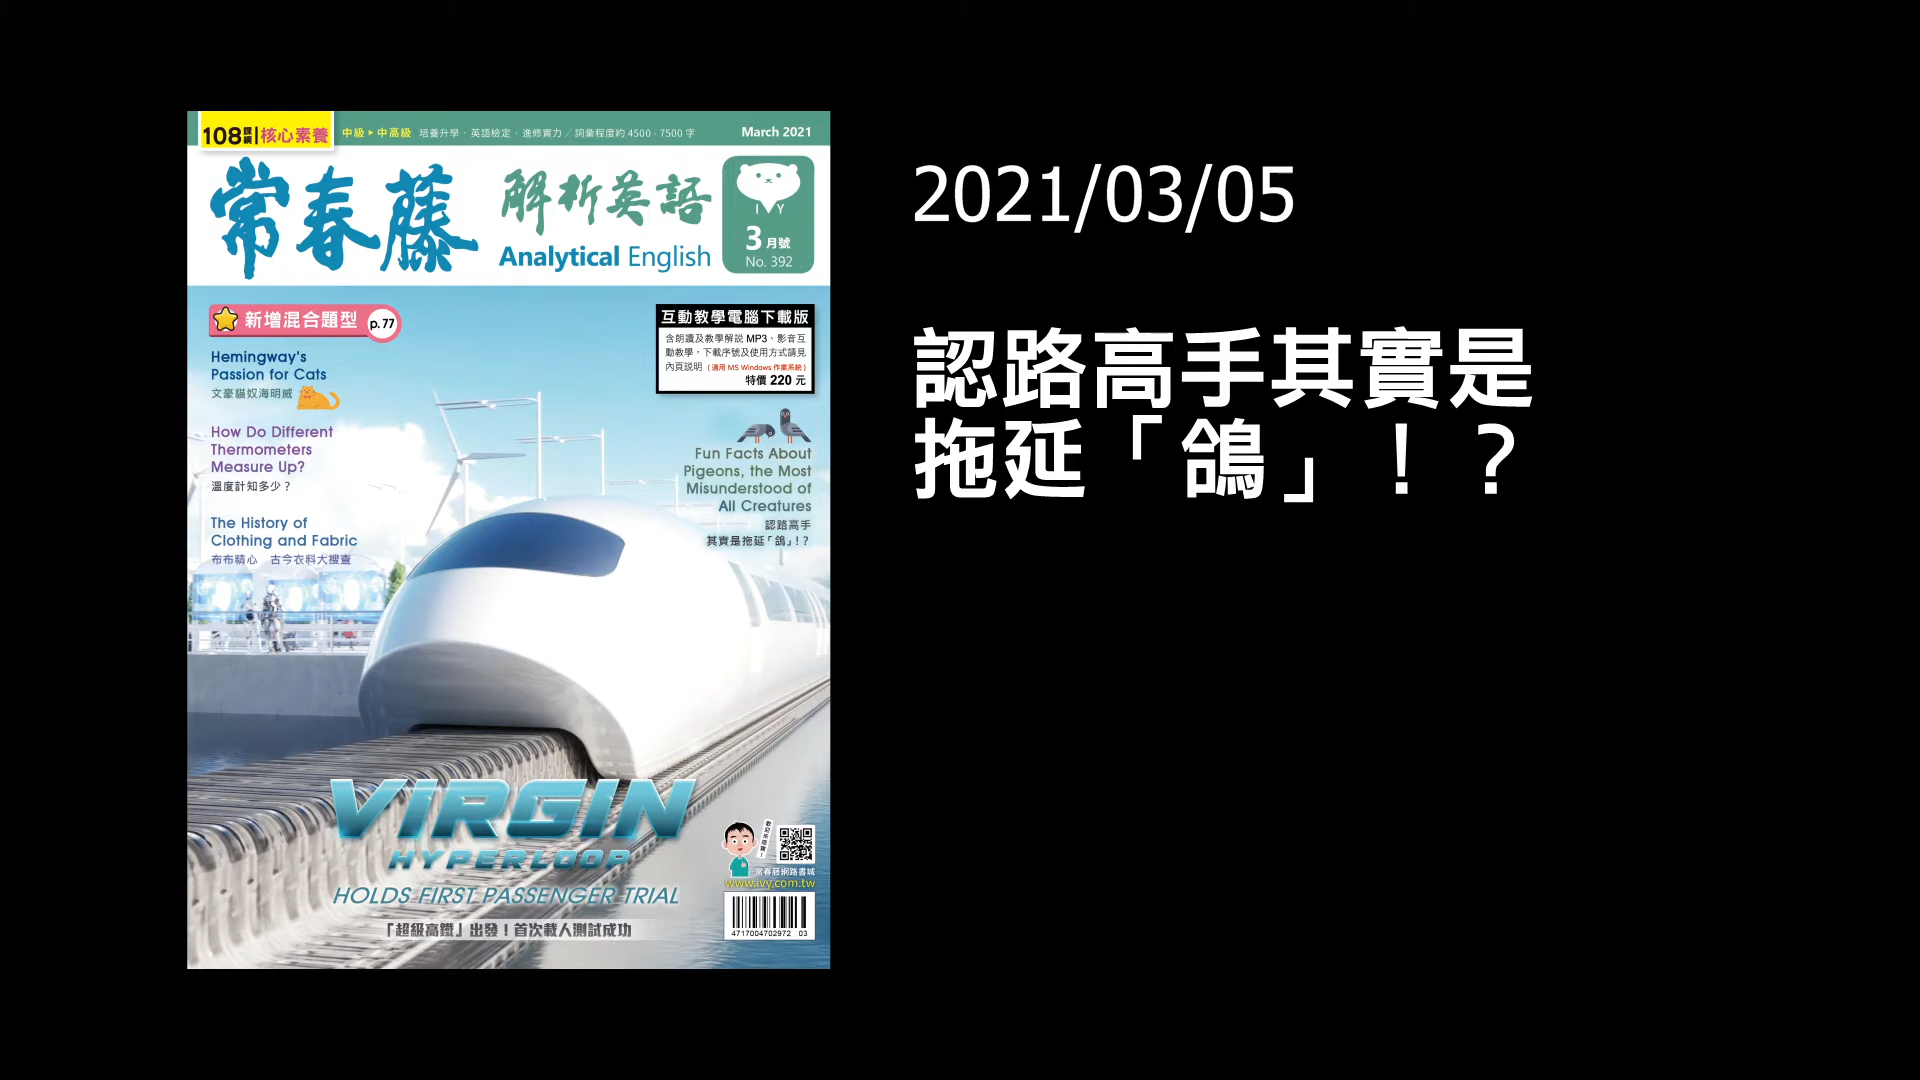 108課綱 核心素養
中級▸中高級 培養升學、英語檢定、進修實力／詞彙程度約 4500 - 7500 字
March 2021
常春藤 解析英語
Analytical English
IVY
3月號
No. 392
新增混合題型 p.77
Hemingway's
Passion for Cats
文豪貓奴海明威
How Do Different
Thermometers
Measure Up?
溫度計知多少？
The History of
Clothing and Fabric
布布精心 古今衣料大搜查
互動教學電腦下載版
含朗讀及教學解說 MP3、影音互
動教學，下載序號及使用方式請見
內頁說明（適用 MS Windows 作業系統）
特價 220 元
Fun Facts About
Pigeons, the Most
Misunderstood of
All Creatures
認路高手
其實是拖延「鴿」！？
VIRGIN
HYPERLOOP
HOLDS FIRST PASSENGER TRIAL
「超級高鐵」出發！首次載人測試成功
常春藤網路書城
www.ivy.com.tw
4717004702972 03
2021/03/05
認路高手其實是
拖延「鴿」！？